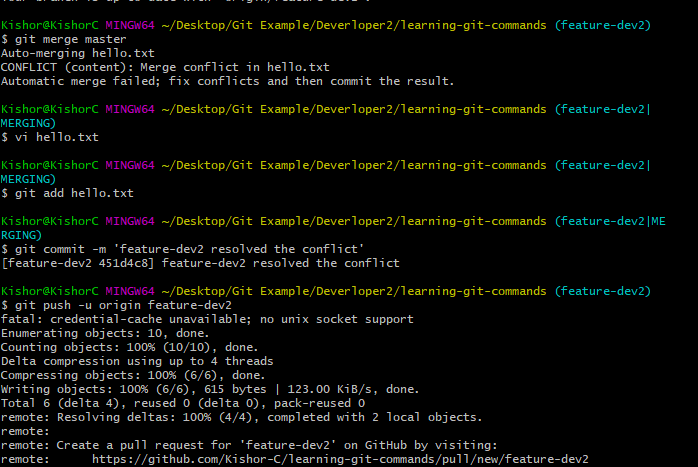 Kishor@KishorC MINGW64 ~/Desktop/Git Example/Deverloper2/learning-git-commands (feature-dev2)
$ git merge master
Auto-merging hello.txt
CONFLICT (content): Merge conflict in hello.txt
Automatic merge failed; fix conflicts and then commit the result.
Kishor@KishorC MINGW64 ~/Desktop/Git Example/Deverloper2/learning-git-commands (feature-dev2|
MERGING)
$ vi hello.txt
Kishor@KishorC MINGW64 ~/Desktop/Git Example/Deverloper2/learning-git-commands (feature-dev2|
MERGING)
$ git add hello.txt
Kishor@KishorC MINGW64 ~/Desktop/Git Example/Deverloper2/learning-git-commands (feature-dev2|ME
RGING)
$ git commit -m 'feature-dev2 resolved the conflict'
[feature-dev2 451d4c8] feature-dev2 resolved the conflict
Kishor@KishorC MINGW64 ~/Desktop/Git Example/Deverloper2/learning-git-commands (feature-dev2)
$ git push -u origin feature-dev2
fatal: credential-cache unavailable; no unix socket support
Enumerating objects: 10, done.
Counting objects: 100% (10/10), done.
Delta compression using up to 4 threads
Compressing objects: 100% (6/6), done.
Writing objects: 100% (6/6), 615 bytes | 123.00 KiB/s, done.
Total 6 (delta 4), reused 0 (delta 0), pack-reused 0
remote: Resolving deltas: 100% (4/4), completed with 2 local objects.
remote:
remote: Create a pull request for 'feature-dev2' on GitHub by visiting:
remote:      https://github.com/Kishor-C/learning-git-commands/pull/new/feature-dev2